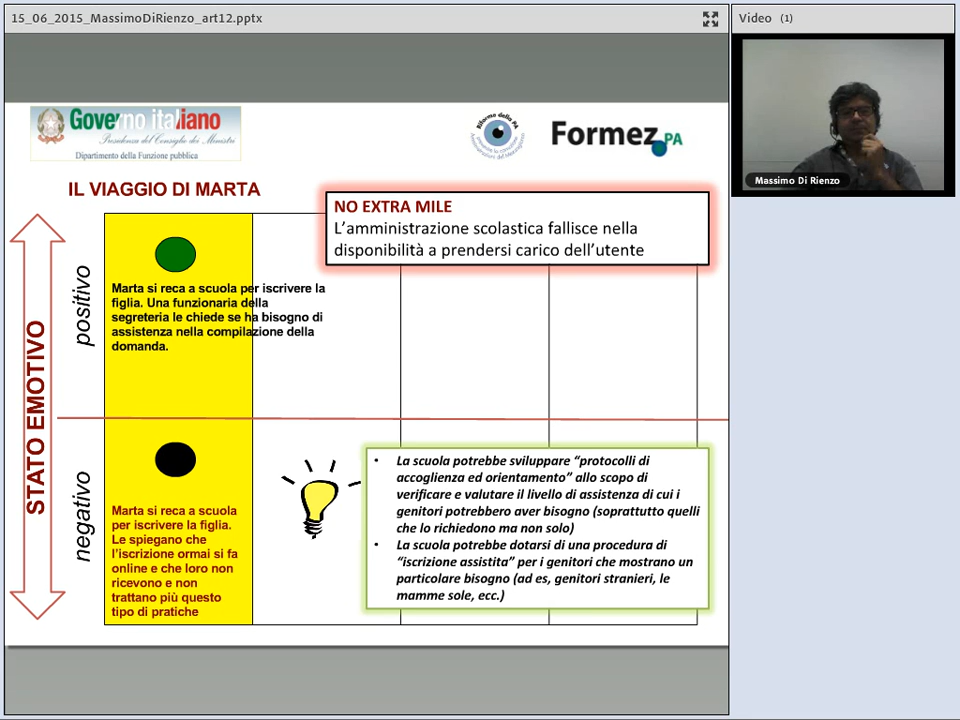 15_06_2015_MassimoDiRienzo_art12.pptx
Video (1)
Massimo Di Rienzo
Governo italiano
Presidenza del Consiglio dei Ministri
Dipartimento della Funzione pubblica
Riforma della PA
Formez PA
IL VIAGGIO DI MARTA
NO EXTRA MILE
L’amministrazione scolastica fallisce nella
disponibilità a prendersi carico dell’utente
STATO EMOTIVO
positivo
Marta si reca a scuola per iscrivere la
figlia. Una funzionaria della
segreteria le chiede se ha bisogno di
assistenza nella compilazione della
domanda.
negativo
Marta si reca a scuola
per iscrivere la figlia.
Le spiegano che
l’iscrizione ormai si fa
online e che loro non
ricevono e non
trattano più questo
tipo di pratiche
• La scuola potrebbe sviluppare “protocolli di
accoglienza ed orientamento” allo scopo di
verificare e valutare il livello di assistenza di cui i
genitori potrebbero aver bisogno (soprattutto quelli
che lo richiedono ma non solo)
• La scuola potrebbe dotarsi di una procedura di
“iscrizione assistita” per i genitori che mostrano un
particolare bisogno (ad es, genitori stranieri, le
mamme sole, ecc.)